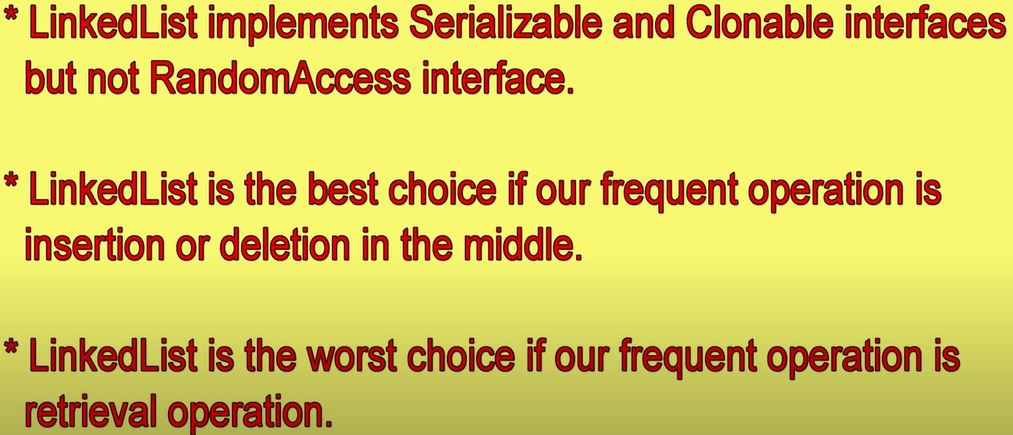 * LinkedList implements Serializable and Clonable interfaces
but not RandomAccess interface.
* LinkedList is the best choice if our frequent operation is
insertion or deletion in the middle.
* LinkedList is the worst choice if our frequent operation is
retrieval operation.